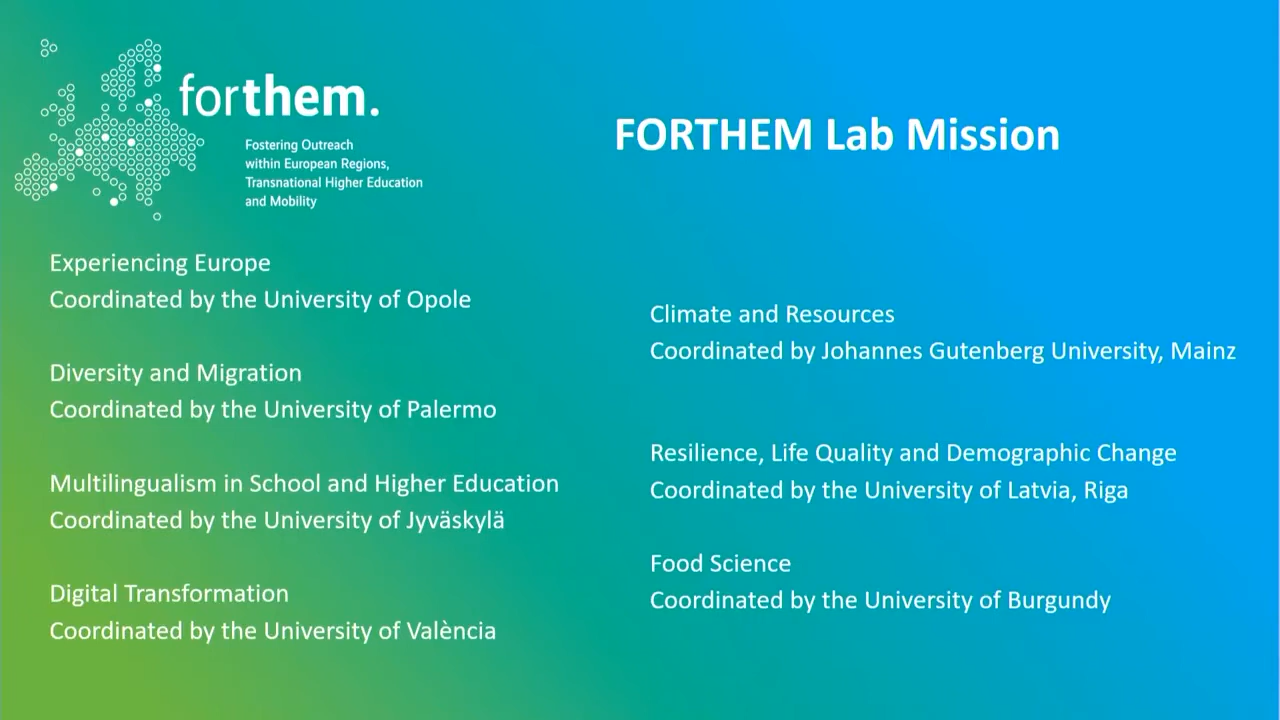 forthem.
Fostering Outreach
within European Regions,
Transnational Higher Education
and Mobility
FORTHEM Lab Mission
Experiencing Europe
Coordinated by the University of Opole
Diversity and Migration
Coordinated by the University of Palermo
Multilingualism in School and Higher Education
Coordinated by the University of Jyväskylä
Digital Transformation
Coordinated by the University of València
Climate and Resources
Coordinated by Johannes Gutenberg University, Mainz
Resilience, Life Quality and Demographic Change
Coordinated by the University of Latvia, Riga
Food Science
Coordinated by the University of Burgundy